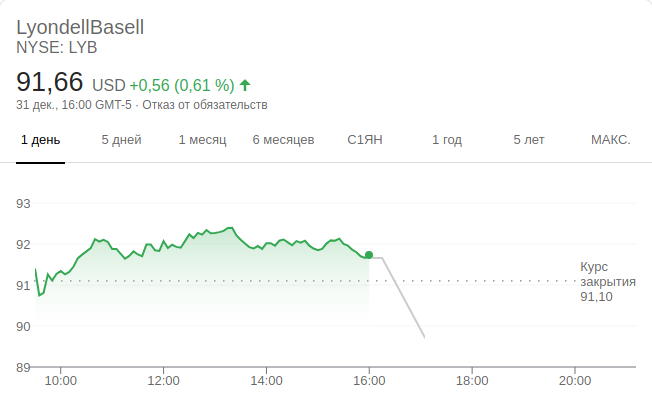 LyondellBasell
NYSE: LYB
91,66 USD +0,56 (0,61 %)
31 дек., 16:00 GMT-5 · Отказ от обязательств
1 день 5 дней 1 месяц 6 месяцев С1ЯН 1 год 5 лет МАКС.
93
92
91
90
89
Курс
закрытия
91,10
10:00 12:00 14:00 16:00 18:00 20:00